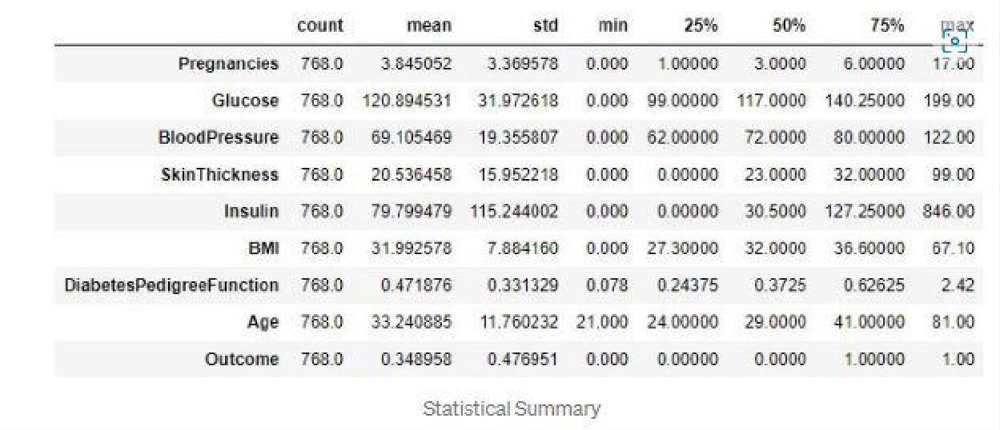 count mean std min 25% 50% 75% max
Pregnancies 768.0 3.845052 3.369578 0.000 1.00000 3.0000 6.00000 17.00
Glucose 768.0 120.894531 31.972618 0.000 99.00000 117.0000 140.25000 199.00
BloodPressure 768.0 69.105469 19.355807 0.000 62.00000 72.0000 80.00000 122.00
SkinThickness 768.0 20.536458 15.952218 0.000 0.00000 23.0000 32.00000 99.00
Insulin 768.0 79.799479 115.244002 0.000 0.00000 30.5000 127.25000 846.00
BMI 768.0 31.992578 7.884160 0.000 27.30000 32.0000 36.60000 67.10
DiabetesPedigreeFunction 768.0 0.471876 0.331329 0.078 0.24375 0.3725 0.62625 2.42
Age 768.0 33.240885 11.760232 21.000 24.00000 29.0000 41.00000 81.00
Outcome 768.0 0.348958 0.476951 0.000 0.00000 0.0000 1.00000 1.00
Statistical Summary